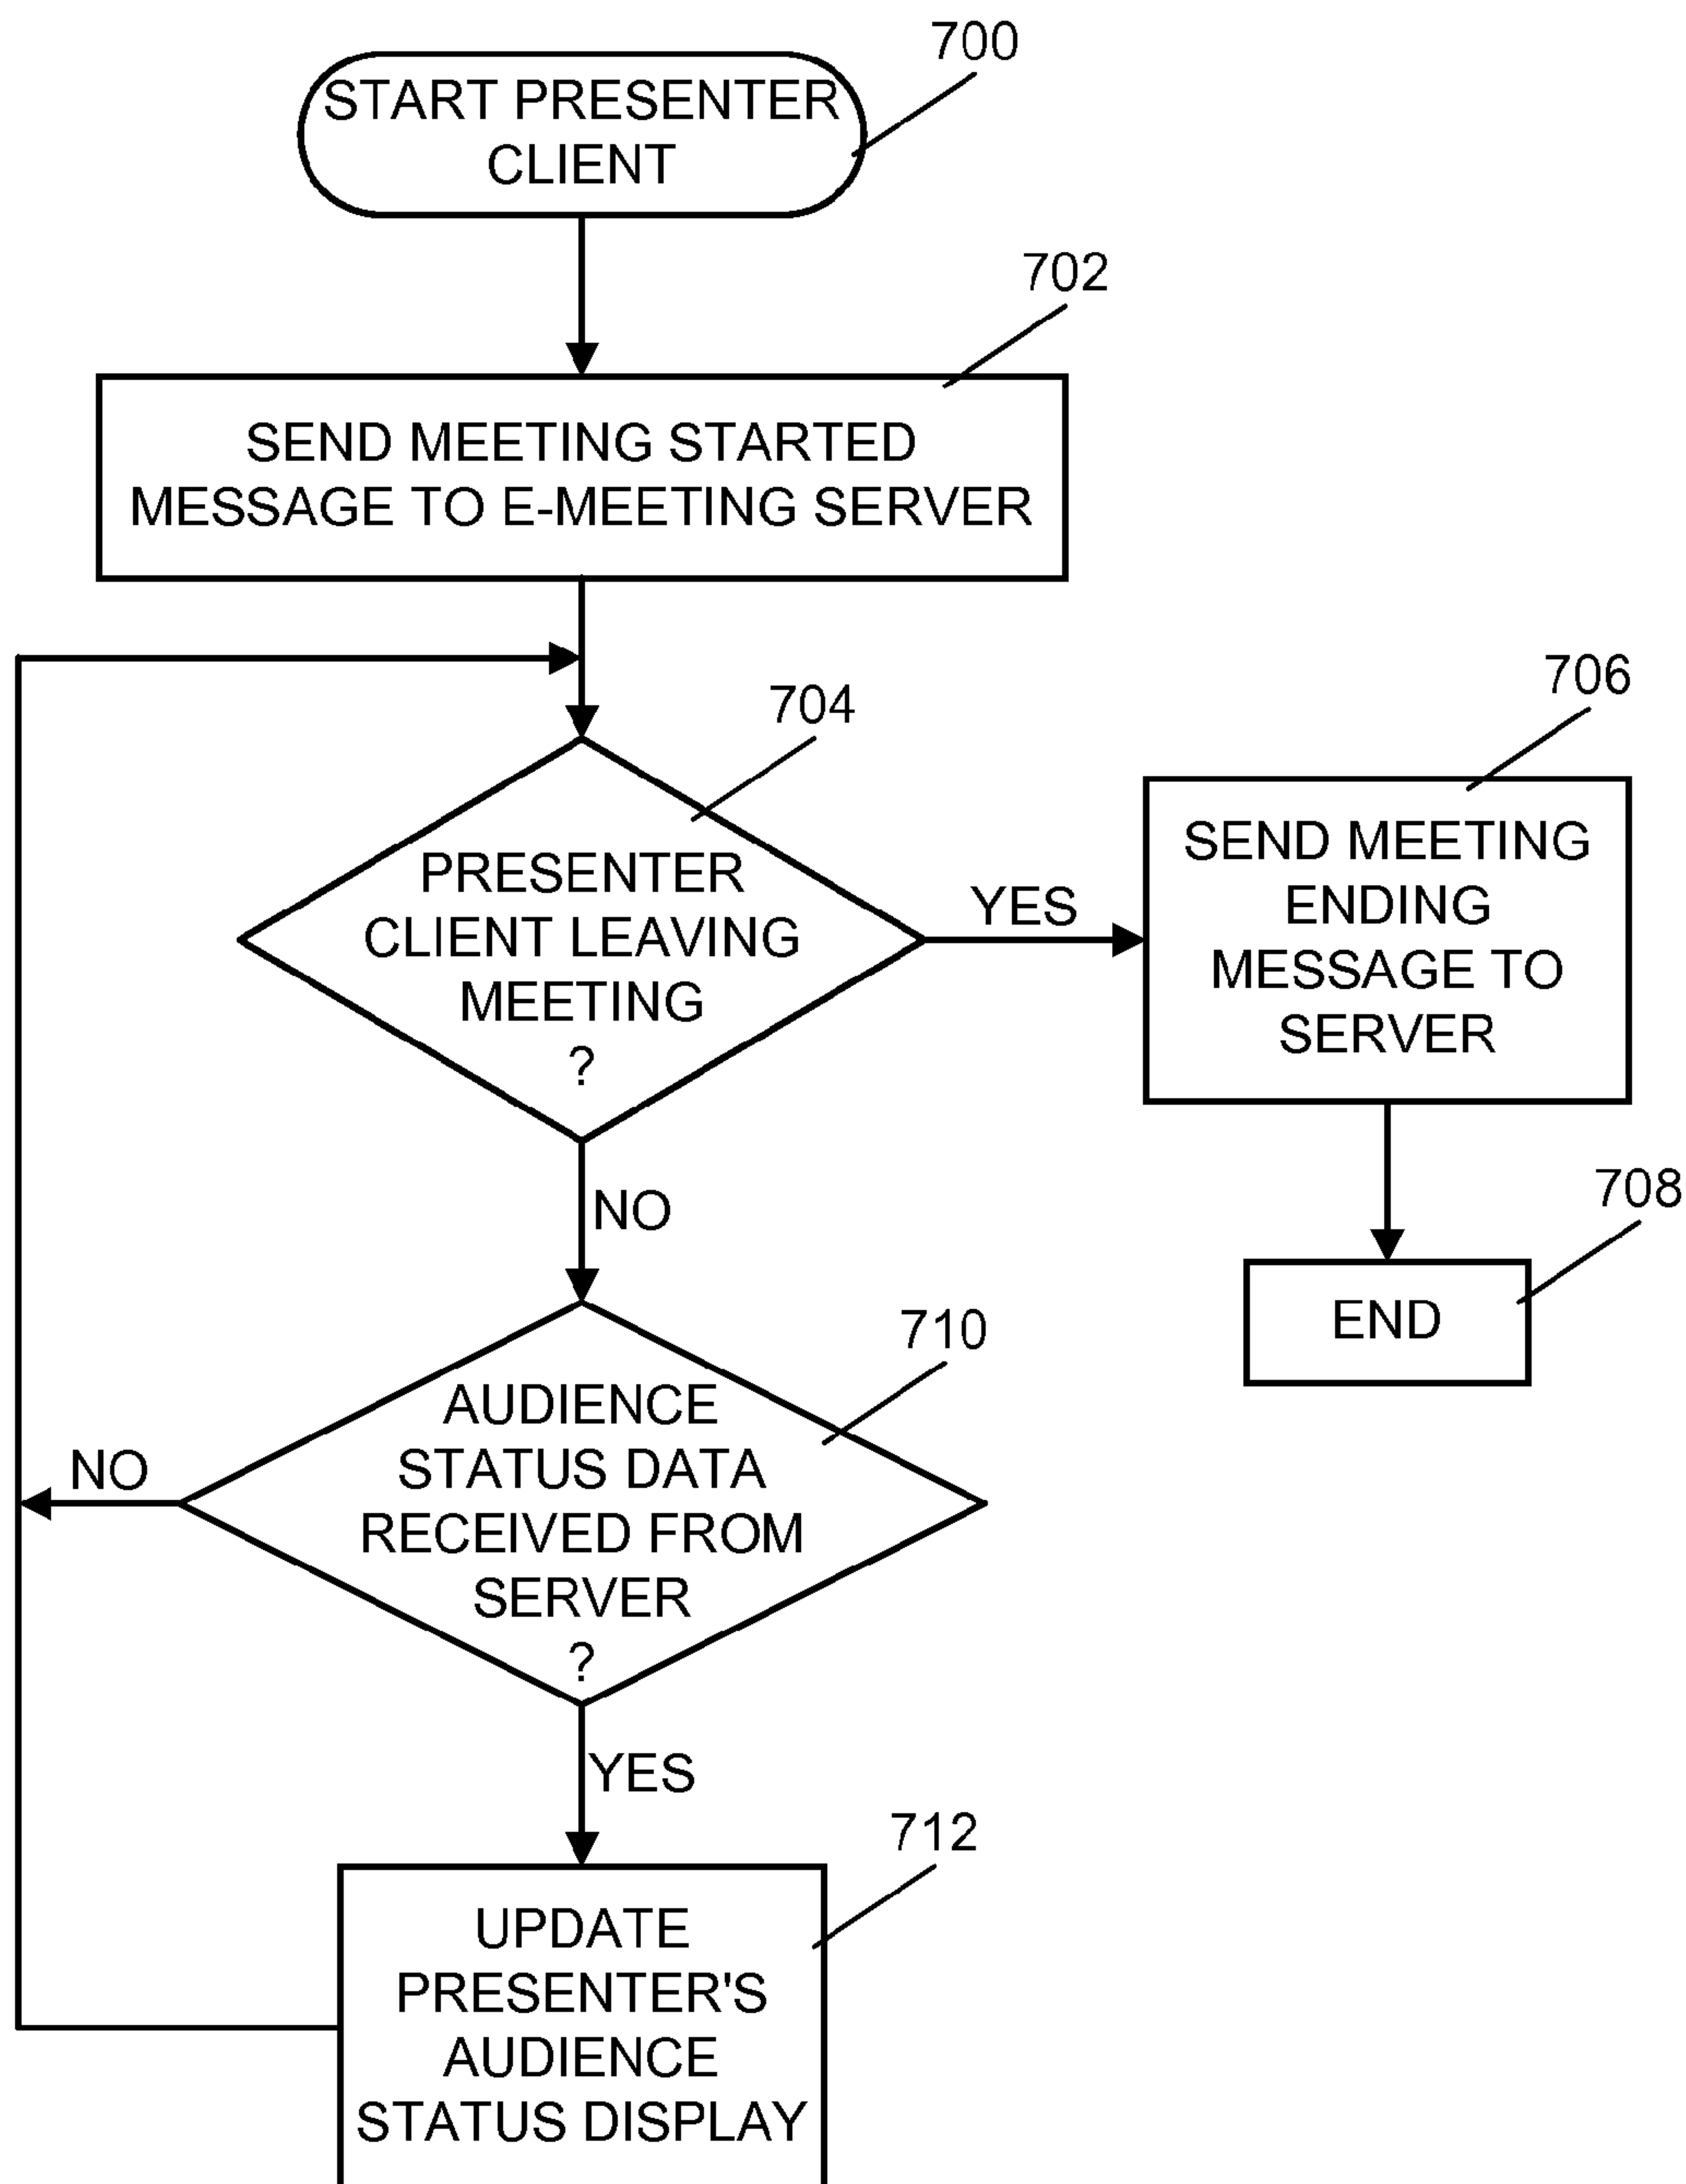 700
START PRESENTER
CLIENT
702
SEND MEETING STARTED
MESSAGE TO E-MEETING SERVER
704
PRESENTER
CLIENT LEAVING
MEETING
?
YES
706
SEND MEETING
ENDING
MESSAGE TO
SERVER
708
END
NO
710
AUDIENCE
STATUS DATA
RECEIVED FROM
SERVER
?
NO
YES
712
UPDATE
PRESENTER'S
AUDIENCE
STATUS DISPLAY